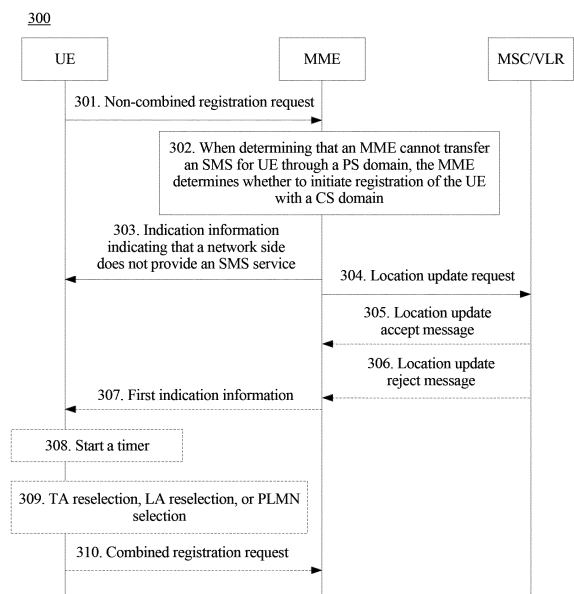 300
UE
MME
MSC/VLR
301. Non-combined registration request
302. When determining that an MME cannot transfer
an SMS for UE through a PS domain, the MME
determines whether to initiate registration of the UE
with a CS domain
303. Indication information
indicating that a network side
does not provide an SMS service
304. Location update request
305. Location update
accept message
306. Location update
reject message
307. First indication information
308. Start a timer
309. TA reselection, LA reselection, or PLMN
selection
310. Combined registration request